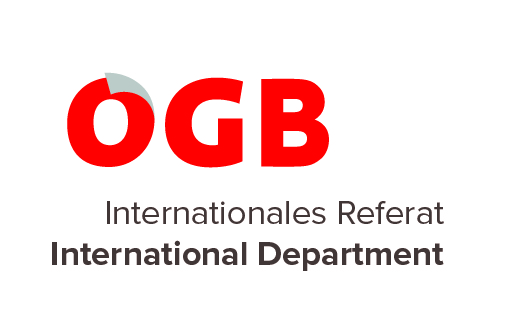 ÖGB
Internationales Referat
International Department